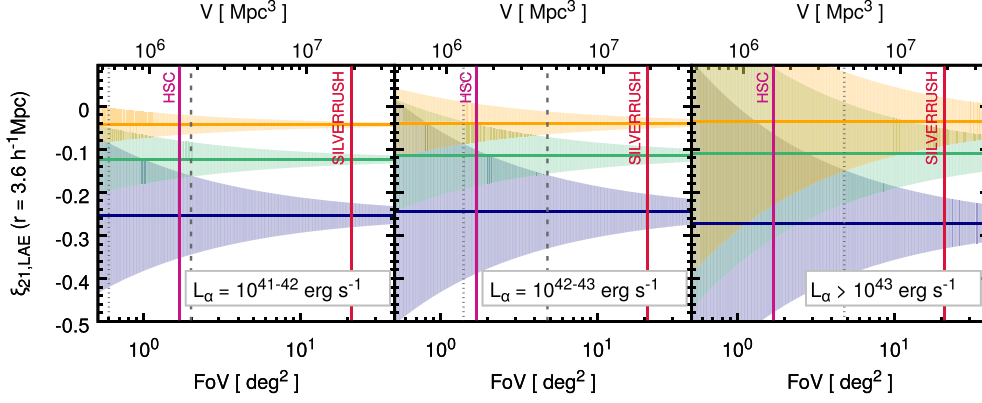 V [ Mpc³ ] V [ Mpc³ ] V [ Mpc³ ]
10⁶ 10⁷ 10⁶ 10⁷ 10⁶ 10⁷
HSC SILVERRUSH HSC SILVERRUSH HSC SILVERRUSH
ξ₂₁,LAE (r = 3.6 h⁻¹Mpc)
0
-0.1
-0.2
-0.3
-0.4
-0.5
Lα = 10⁴¹⁻⁴² erg s⁻¹ Lα = 10⁴²⁻⁴³ erg s⁻¹ Lα > 10⁴³ erg s⁻¹
10⁰ 10¹ 10⁰ 10¹ 10⁰ 10¹
FoV [ deg² ] FoV [ deg² ] FoV [ deg² ]